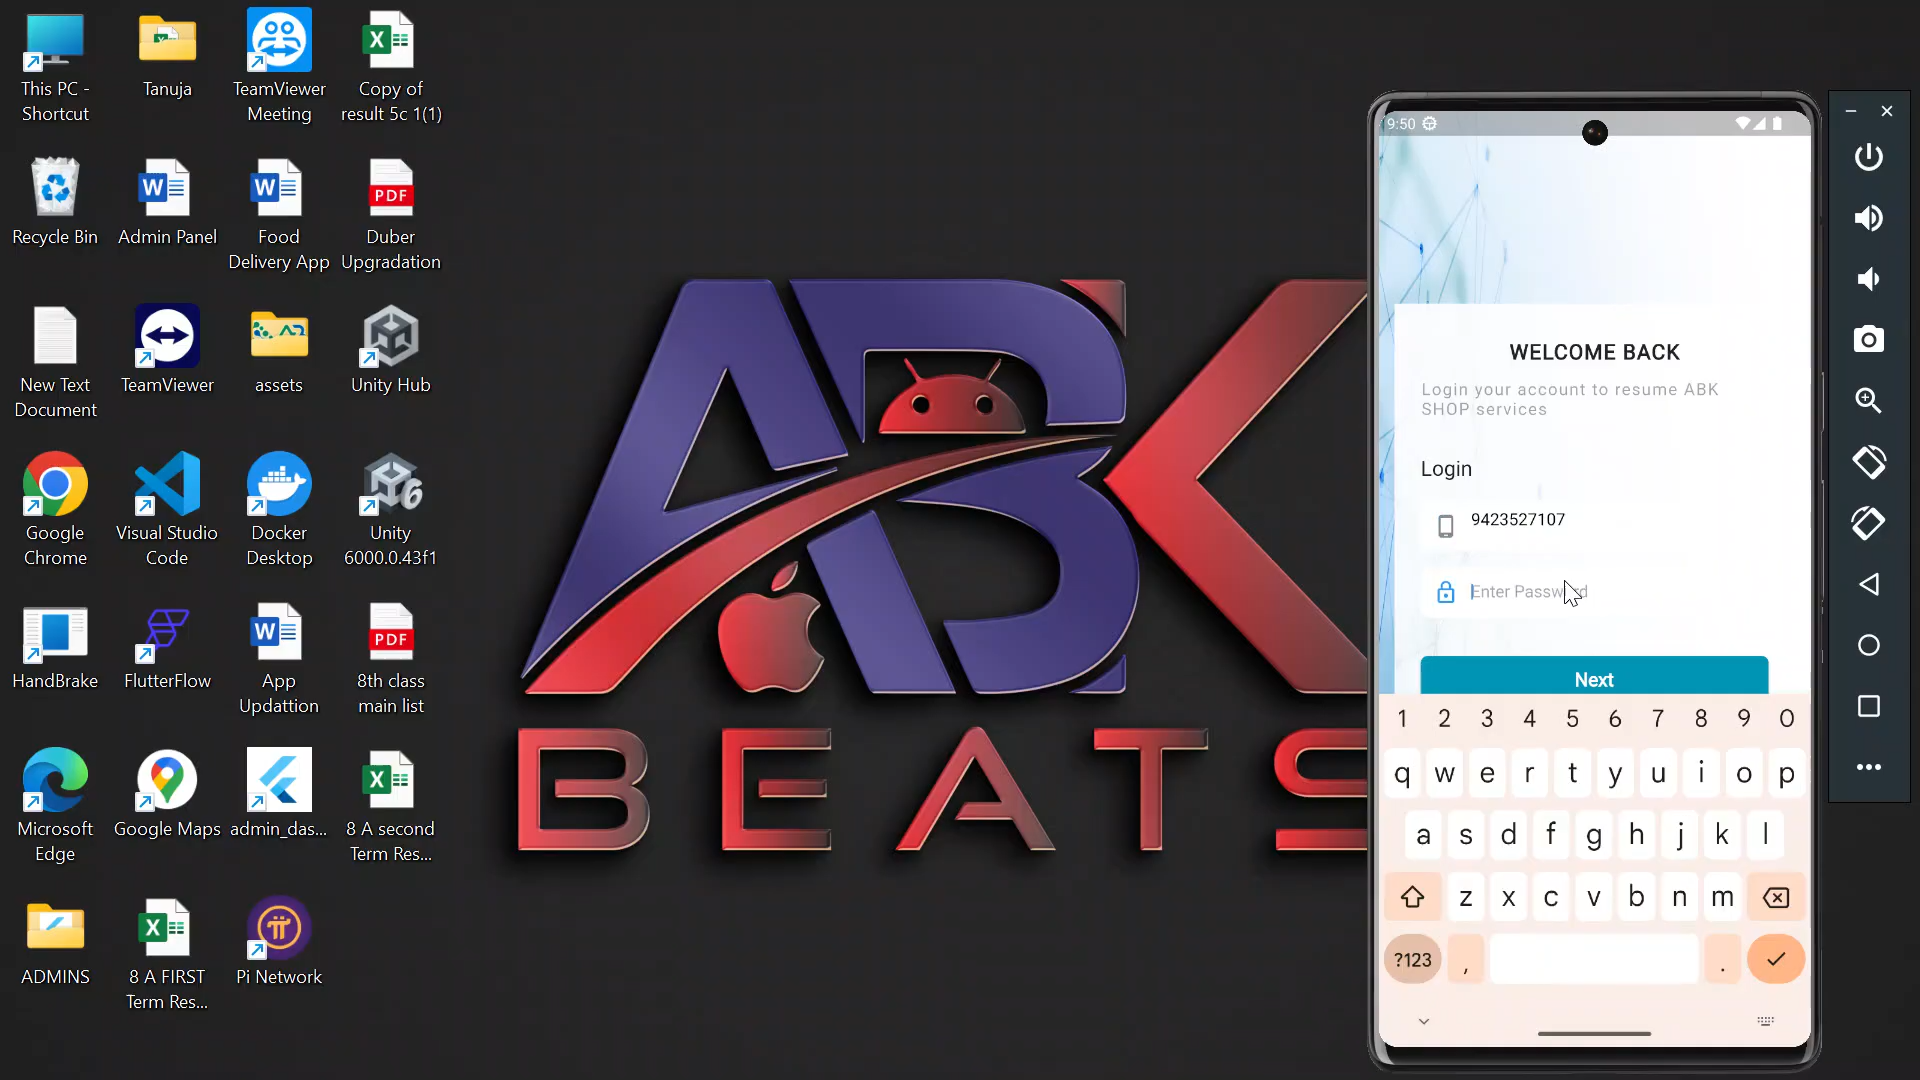 This PC -
Shortcut
Tanuja
TeamViewer
Meeting
Copy of
result 5c 1(1)
Recycle Bin
Admin Panel
Food
Delivery App
PDF
Duber
Upgradation
New Text
Document
TeamViewer
assets
Unity Hub
Google
Chrome
Visual Studio
Code
Docker
Desktop
6
Unity
6000.0.43f1
HandBrake
FlutterFlow
App
Updattion
PDF
8th class
main list
Microsoft
Edge
Google Maps
admin_das...
8 A second
Term Res...
ADMINS
8 A FIRST
Term Res...
Pi Network
ABK
BEATS
9:50
WELCOME BACK
Login your account to resume ABK
SHOP services
Login
9423527107
Enter Password
Next
1 2 3 4 5 6 7 8 9 0
q w e r t y u i o p
a s d f g h j k l
z x c v b n m
?123 , .